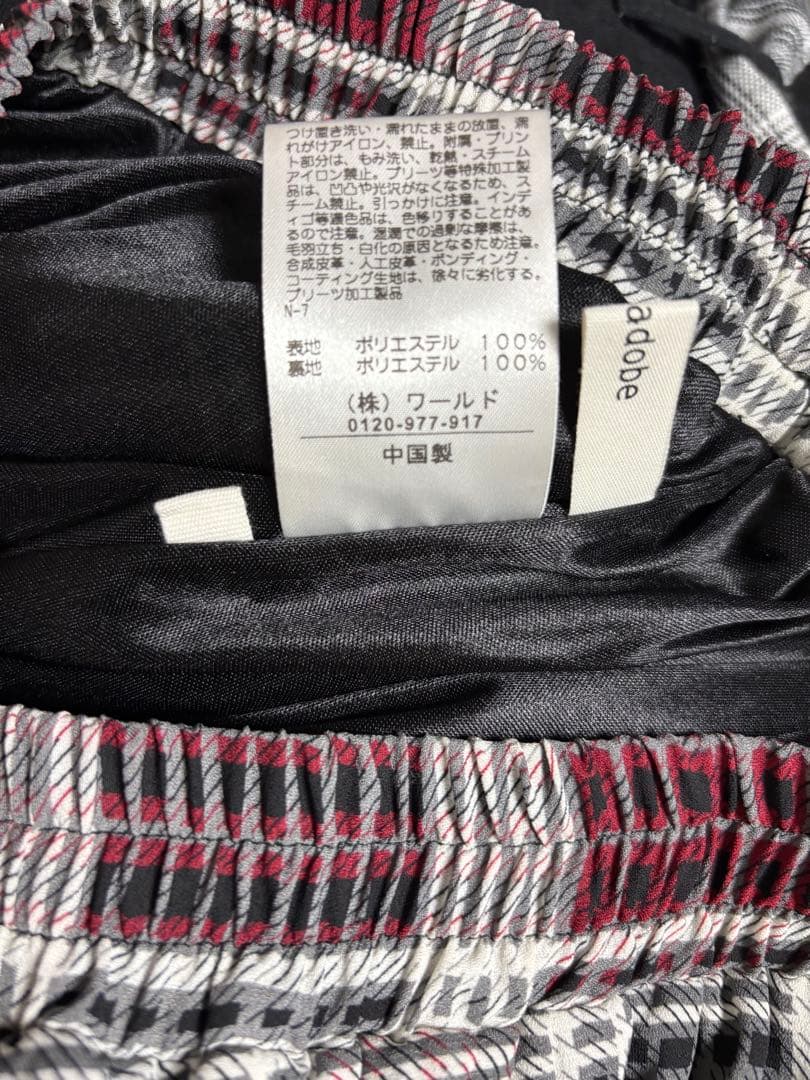 つけ置き洗い・濡れたままの放置、濡
れがけアイロン、禁止。附属・プリン
ト部分は、もみ洗い、乾熱・スチーム
アイロン禁止。プリーツ等特殊加工製
品は、凹凸や光沢がなくなるため、ス
チーム禁止。引っかけに注意。インデ
ィゴ等濃色品は、色移りすることがあ
るので注意。湿潤での過剰な摩擦は、
毛羽立ち・白化の原因となるため注意。
合成皮革・人工皮革・ボンディング・
コーティング生地は、徐々に劣化する。
プリーツ加工製品
N-7
表地 ポリエステル 100%
裏地 ポリエステル 100%
(株) ワールド
0120-977-917
中国製
adobe